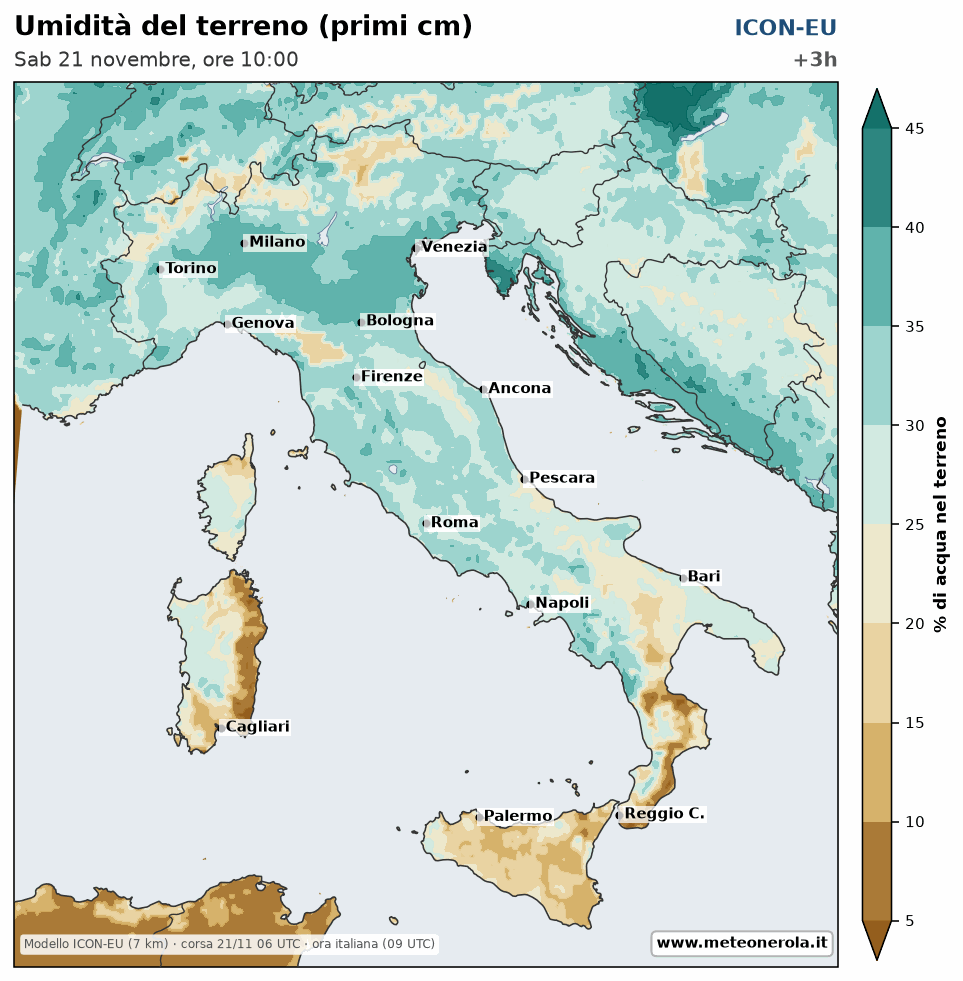 Umidità del terreno (primi cm)
ICON-EU
Sab 21 novembre, ore 10:00
+3h
Milano
Venezia
Torino
Genova
Bologna
Firenze
Ancona
Pescara
Roma
Bari
Napoli
Cagliari
Palermo
Reggio C.
45
40
35
30
25
20
15
10
5
% di acqua nel terreno
Modello ICON-EU (7 km) · corsa 21/11 06 UTC · ora italiana (09 UTC)
www.meteonerola.it